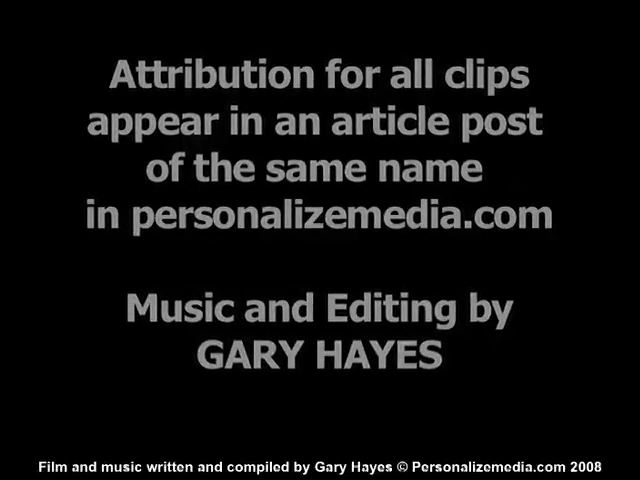 Attribution for all clips
appear in an article post
of the same name
in personalizemedia.com
Music and Editing by
GARY HAYES
Film and music written and compiled by Gary Hayes © Personalizemedia.com 2008